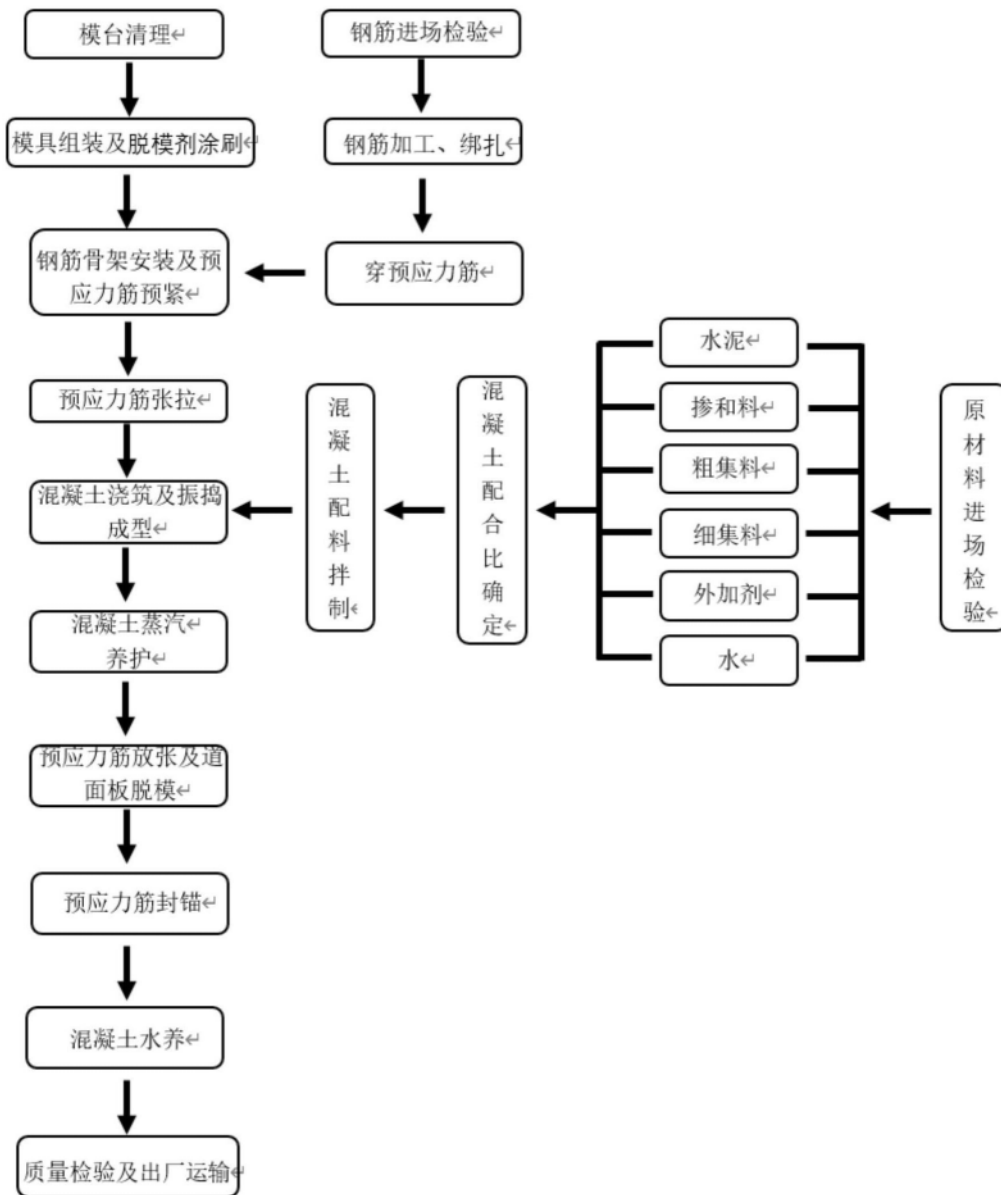 模台清理
钢筋进场检验
模具组装及脱模剂涂刷
钢筋加工、绑扎
钢筋骨架安装及预
应力筋预紧
穿预应力筋
预应力筋张拉
混凝土浇筑及振捣
成型
混凝土配料拌制
混凝土配合比确定
水泥
掺和料
粗集料
细集料
外加剂
水
原材料进场检验
混凝土蒸汽
养护
预应力筋放张及道
面板脱模
预应力筋封锚
混凝土水养
质量检验及出厂运输